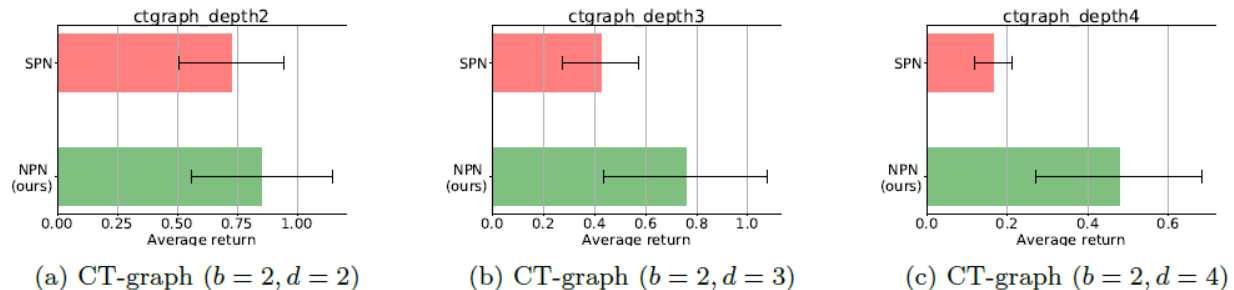 ctgraph_depth2
SPN
NPN
(ours)
0.00 0.25 0.50 0.75 1.00
Average return
(a) CT-graph (b = 2, d = 2)
ctgraph_depth3
SPN
NPN
(ours)
0.0 0.2 0.4 0.6 0.8 1.0
Average return
(b) CT-graph (b = 2, d = 3)
ctgraph_depth4
SPN
NPN
(ours)
0.0 0.2 0.4 0.6
Average return
(c) CT-graph (b = 2, d = 4)